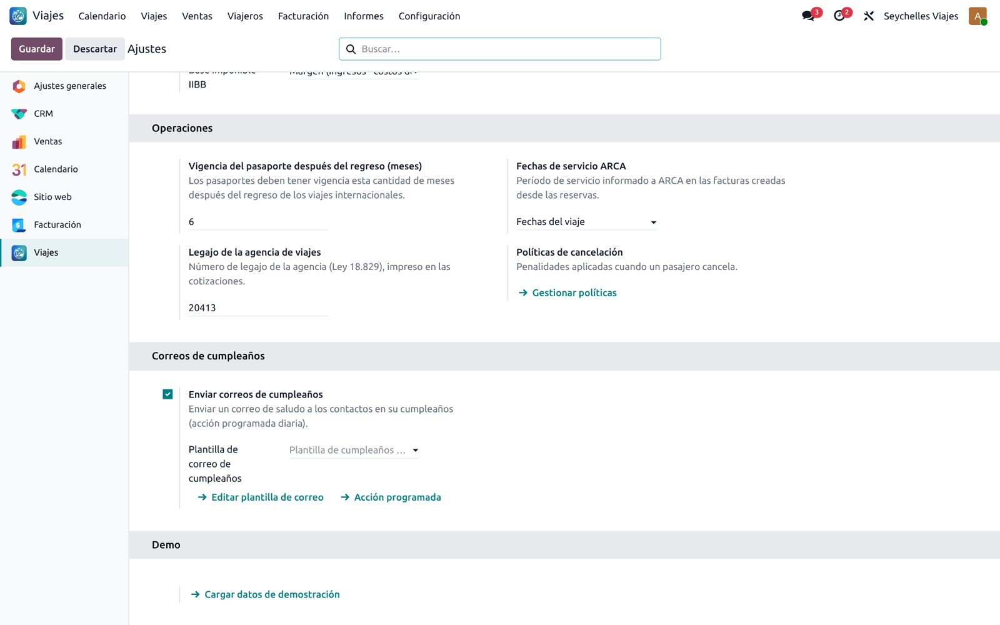 Viajes
Calendario
Viajes
Ventas
Viajeros
Facturación
Informes
Configuración
3
2
Seychelles Viajes
A
Guardar
Descartar
Ajustes
Buscar...
Ajustes generales
CRM
Ventas
31 Calendario
Sitio web
Facturación
Viajes
Base imponible
IIBB
Margen (ingresos - costos d
Operaciones
Vigencia del pasaporte después del regreso (meses)
Los pasaportes deben tener vigencia esta cantidad de meses
después del regreso de los viajes internacionales.
6
Fechas de servicio ARCA
Período de servicio informado a ARCA en las facturas creadas
desde las reservas.
Fechas del viaje
Legajo de la agencia de viajes
Número de legajo de la agencia (Ley 18.829), impreso en las
cotizaciones.
20413
Políticas de cancelación
Penalidades aplicadas cuando un pasajero cancela.
Gestionar políticas
Correos de cumpleaños
Enviar correos de cumpleaños
Enviar un correo de saludo a los contactos en su cumpleaños
(acción programada diaria).
Plantilla de
correo de
cumpleaños
Plantilla de cumpleaños ...
Editar plantilla de correo
Acción programada
Demo
Cargar datos de demostración